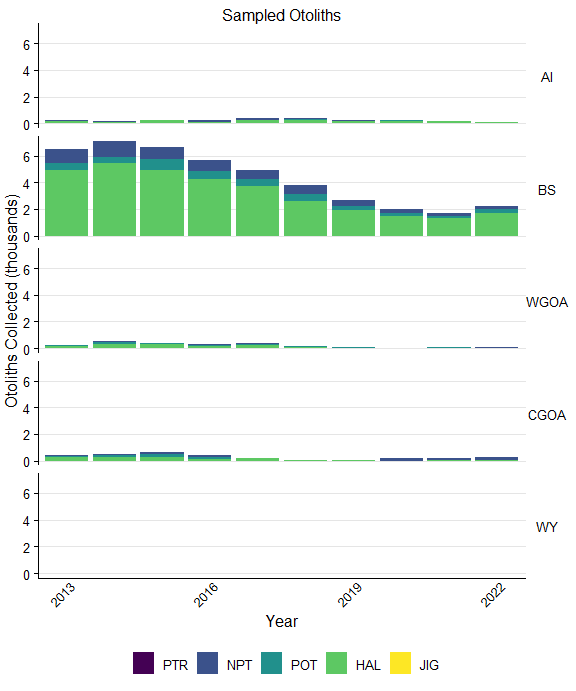 Sampled Otoliths
Otoliths Collected (thousands)
6
4
2
0
AI
6
4
2
0
BS
6
4
2
0
WGOA
6
4
2
0
CGOA
6
4
2
0
WY
2013 2016 2019 2022
Year
PTR NPT POT HAL JIG